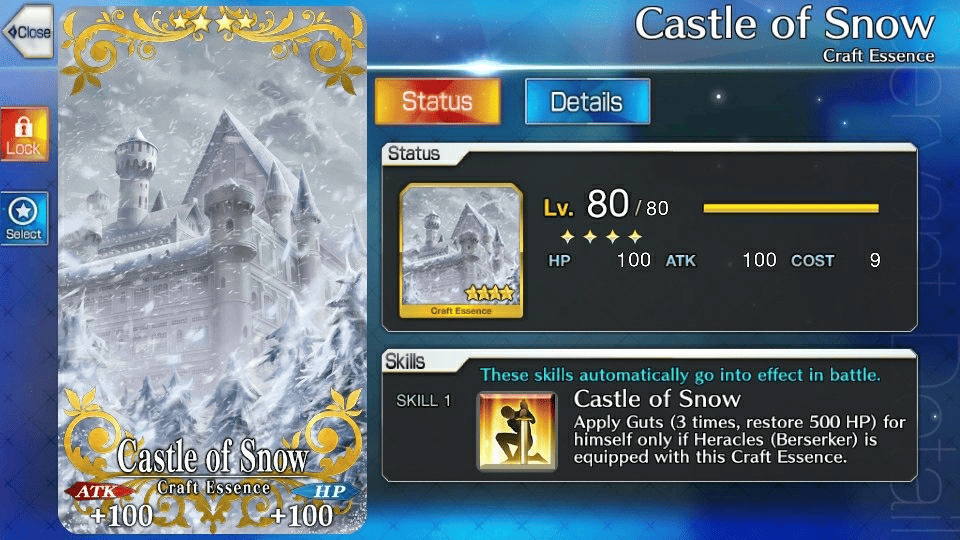 Close
Castle of Snow
Craft Essence
Status
Details
Lock
Select
Status
Lv. 80/80
HP 100 ATK 100 COST 9
Craft Essence
Skills
These skills automatically go into effect in battle.
SKILL 1
Castle of Snow
Apply Guts (3 times, restore 500 HP) for
himself only if Heracles (Berserker) is
equipped with this Craft Essence.
Castle of Snow
Craft Essence
ATK
HP
+100
+100